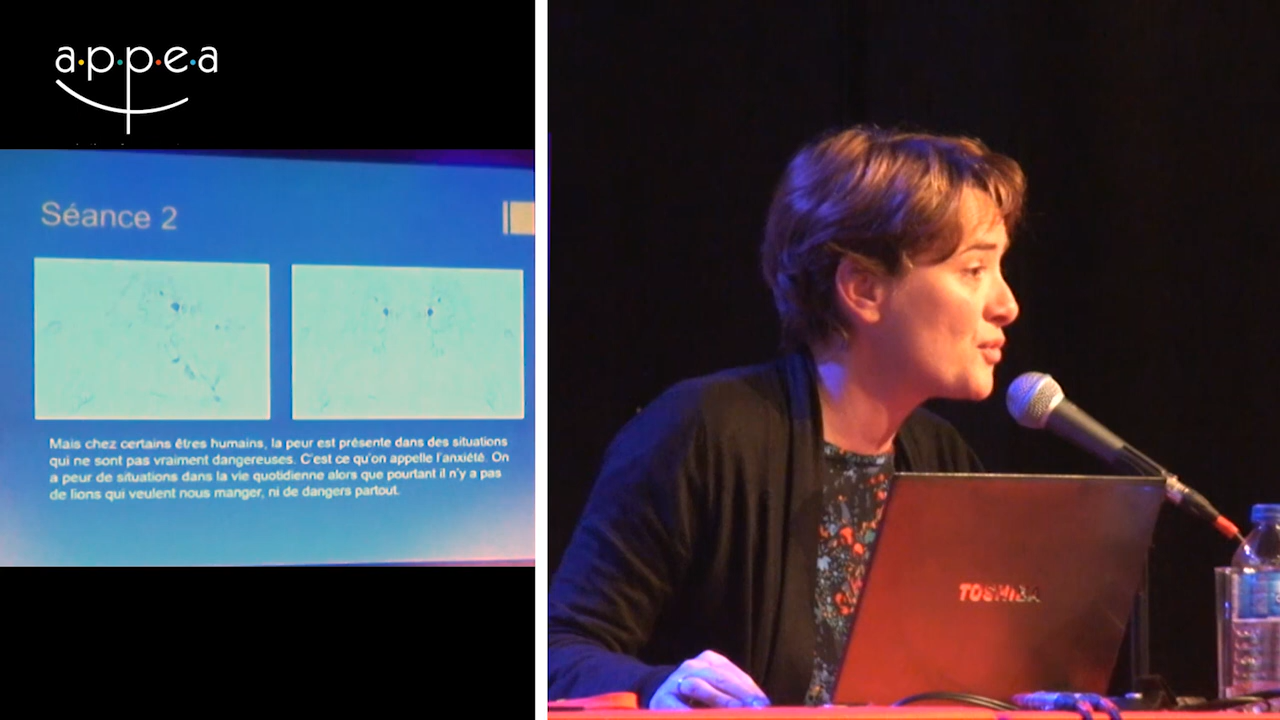 a·p·p·e·a
Séance 2
Mais chez certains êtres humains, la peur est présente dans des situations
qui ne sont pas vraiment dangereuses. C'est ce qu'on appelle l'anxiété. On
a peur de situations dans la vie quotidienne alors que pourtant il n'y a pas
de lions qui veulent nous manger, ni de dangers partout.
TOSHIBA